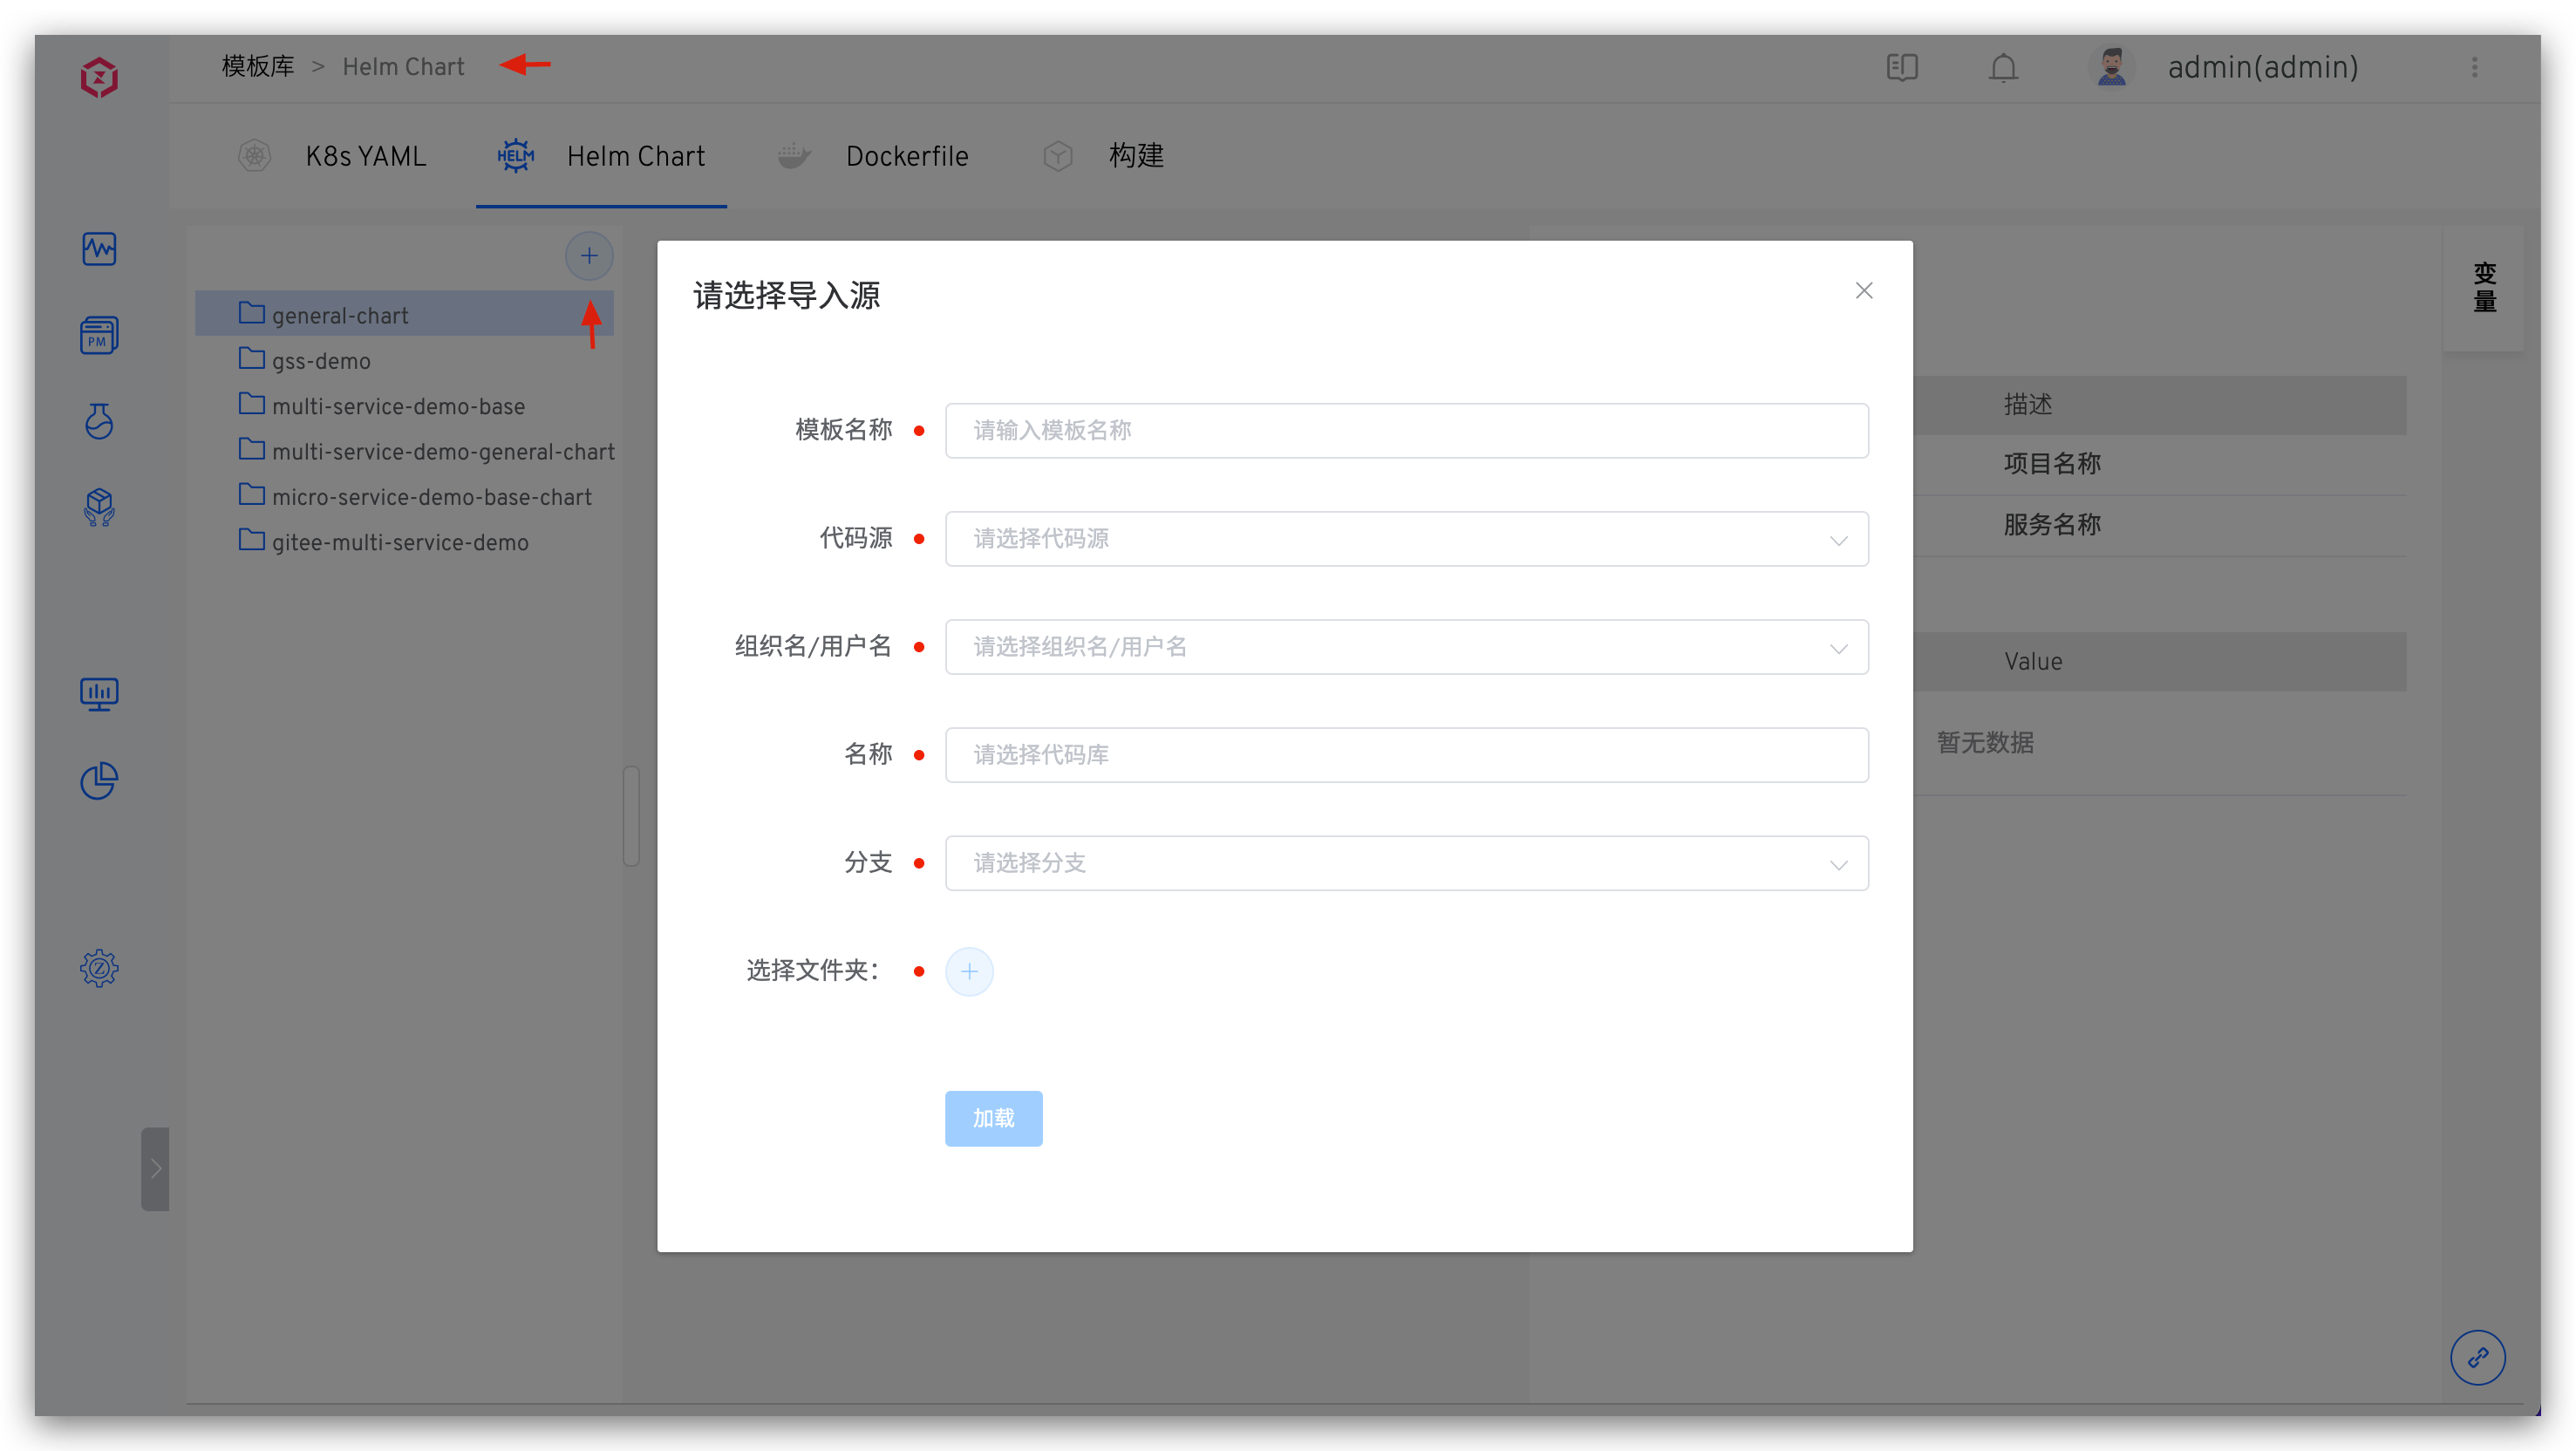 模板库 > Helm Chart
admin(admin)
K8s YAML
HELM
Helm Chart
Dockerfile
构建
general-chart
gss-demo
multi-service-demo-base
multi-service-demo-general-chart
micro-service-demo-base-chart
gitee-multi-service-demo
PM
请选择导入源
模板名称
请输入模板名称
代码源
请选择代码源
组织名/用户名
请选择组织名/用户名
名称
请选择代码库
分支
请选择分支
选择文件夹：
加载
描述
项目名称
服务名称
Value
暂无数据
变量